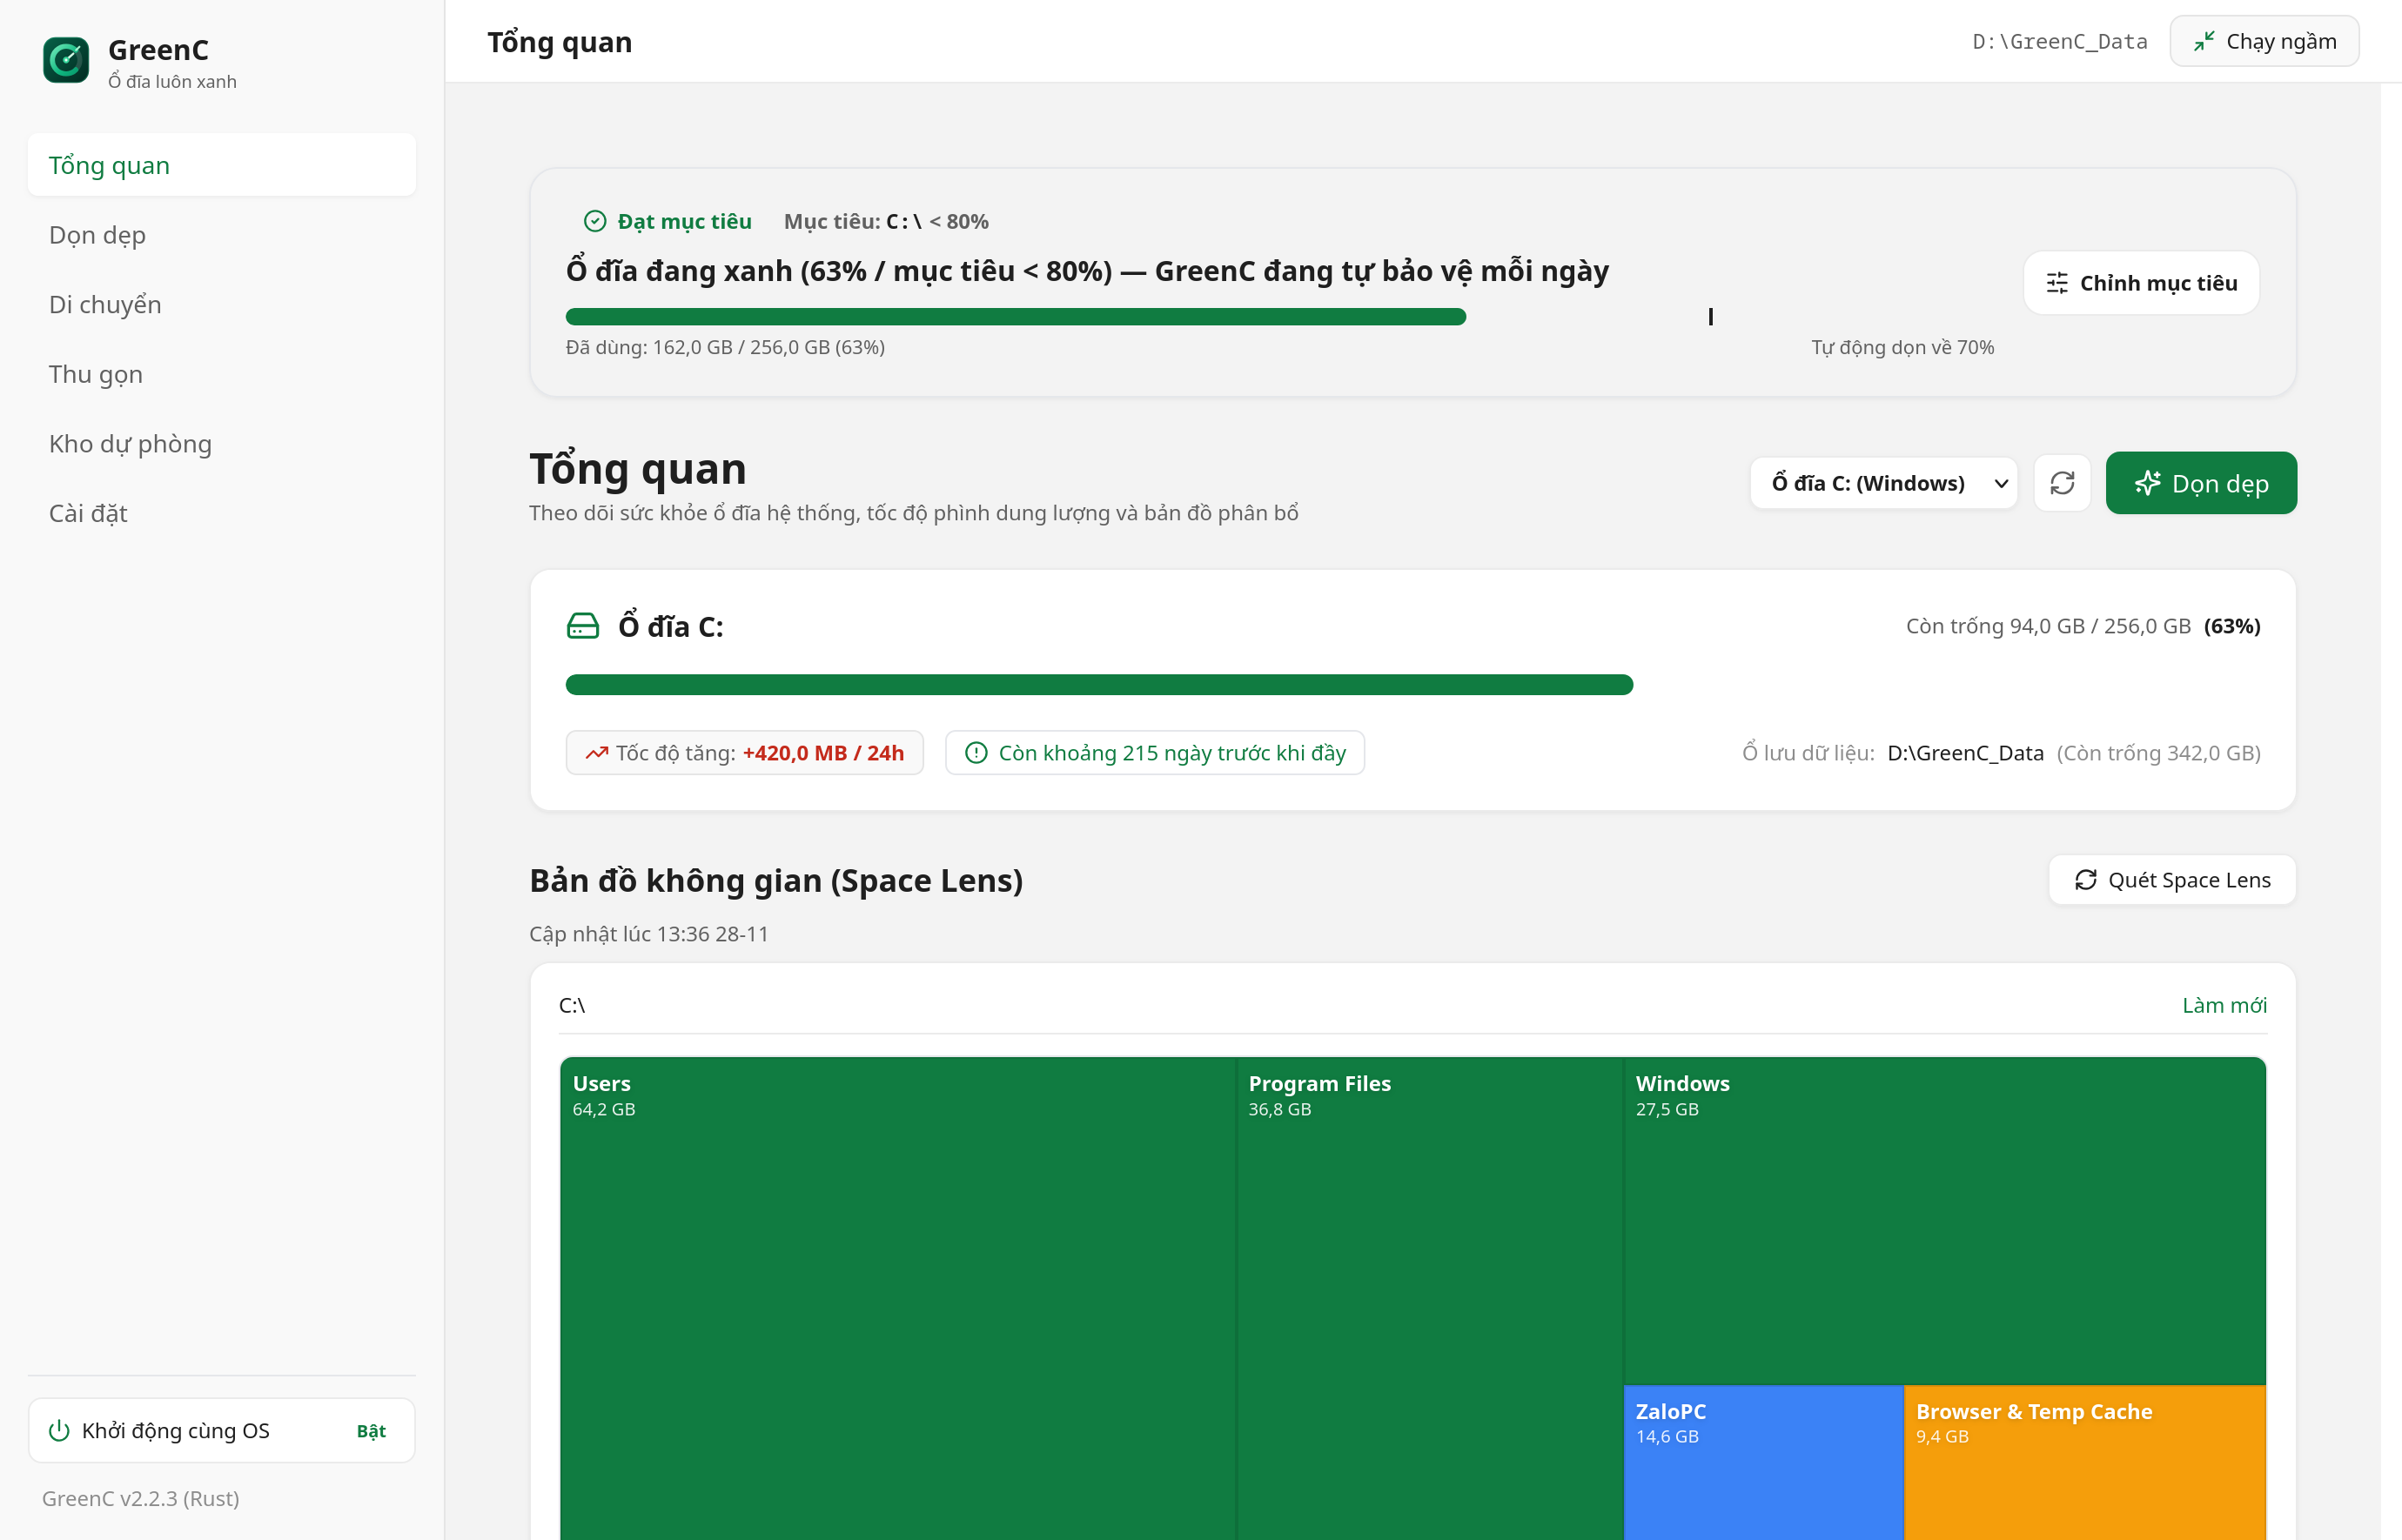 GreenC
Ổ đĩa luôn xanh
Tổng quan
Dọn dẹp
Di chuyển
Thu gọn
Kho dự phòng
Cài đặt
Khởi động cùng OS Bật
GreenC v2.2.3 (Rust)
Tổng quan D:\GreenC_Data Chạy ngầm
Đạt mục tiêu Mục tiêu: C:\ < 80%
Ổ đĩa đang xanh (63% / mục tiêu < 80%) — GreenC đang tự bảo vệ mỗi ngày
Chỉnh mục tiêu
Đã dùng: 162,0 GB / 256,0 GB (63%) Tự động dọn về 70%
Tổng quan
Theo dõi sức khỏe ổ đĩa hệ thống, tốc độ phình dung lượng và bản đồ phân bổ
Ổ đĩa C: (Windows) Dọn dẹp
Ổ đĩa C: Còn trống 94,0 GB / 256,0 GB (63%)
Tốc độ tăng: +420,0 MB / 24h Còn khoảng 215 ngày trước khi đầy Ổ lưu dữ liệu: D:\GreenC_Data (Còn trống 342,0 GB)
Bản đồ không gian (Space Lens) Quét Space Lens
Cập nhật lúc 13:36 28-11
C:\ Làm mới
Users
64,2 GB
Program Files
36,8 GB
Windows
27,5 GB
ZaloPC
14,6 GB
Browser & Temp Cache
9,4 GB